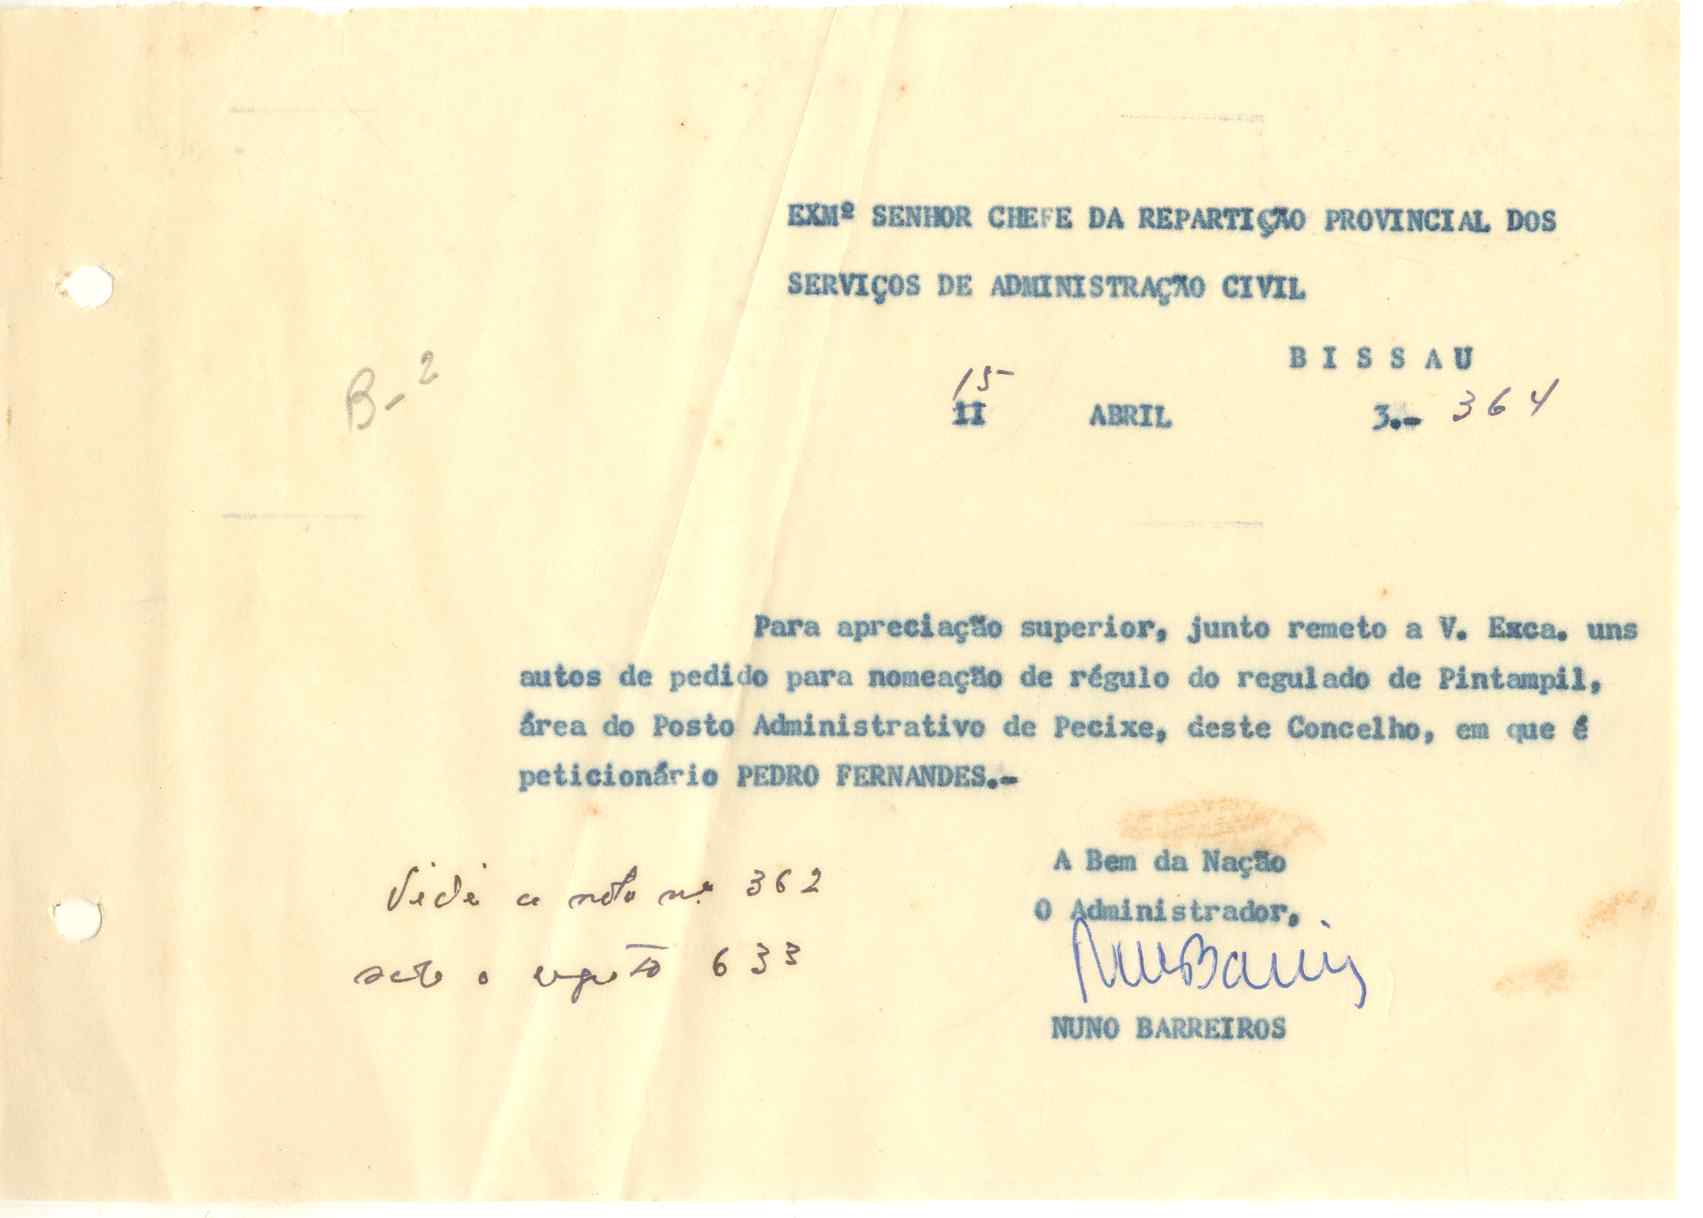 EXMº SENHOR CHEFE DA REPARTIÇÃO PROVINCIAL DOS
SERVIÇOS DE ADMINISTRAÇÃO CIVIL
BISSAU
B-2
15
11 ABRIL 3.- 364
Para apreciação superior, junto remeto a V. Exca. uns
autos de pedido para nomeação de régulo do regulado de Pintampil,
área do Posto Administrativo de Pecixe, deste Concelho, em que é
peticionário PEDRO FERNANDES.-
A Bem da Nação
O Administrador,
NUNO BARREIROS
Vidé a nota nº 362
633